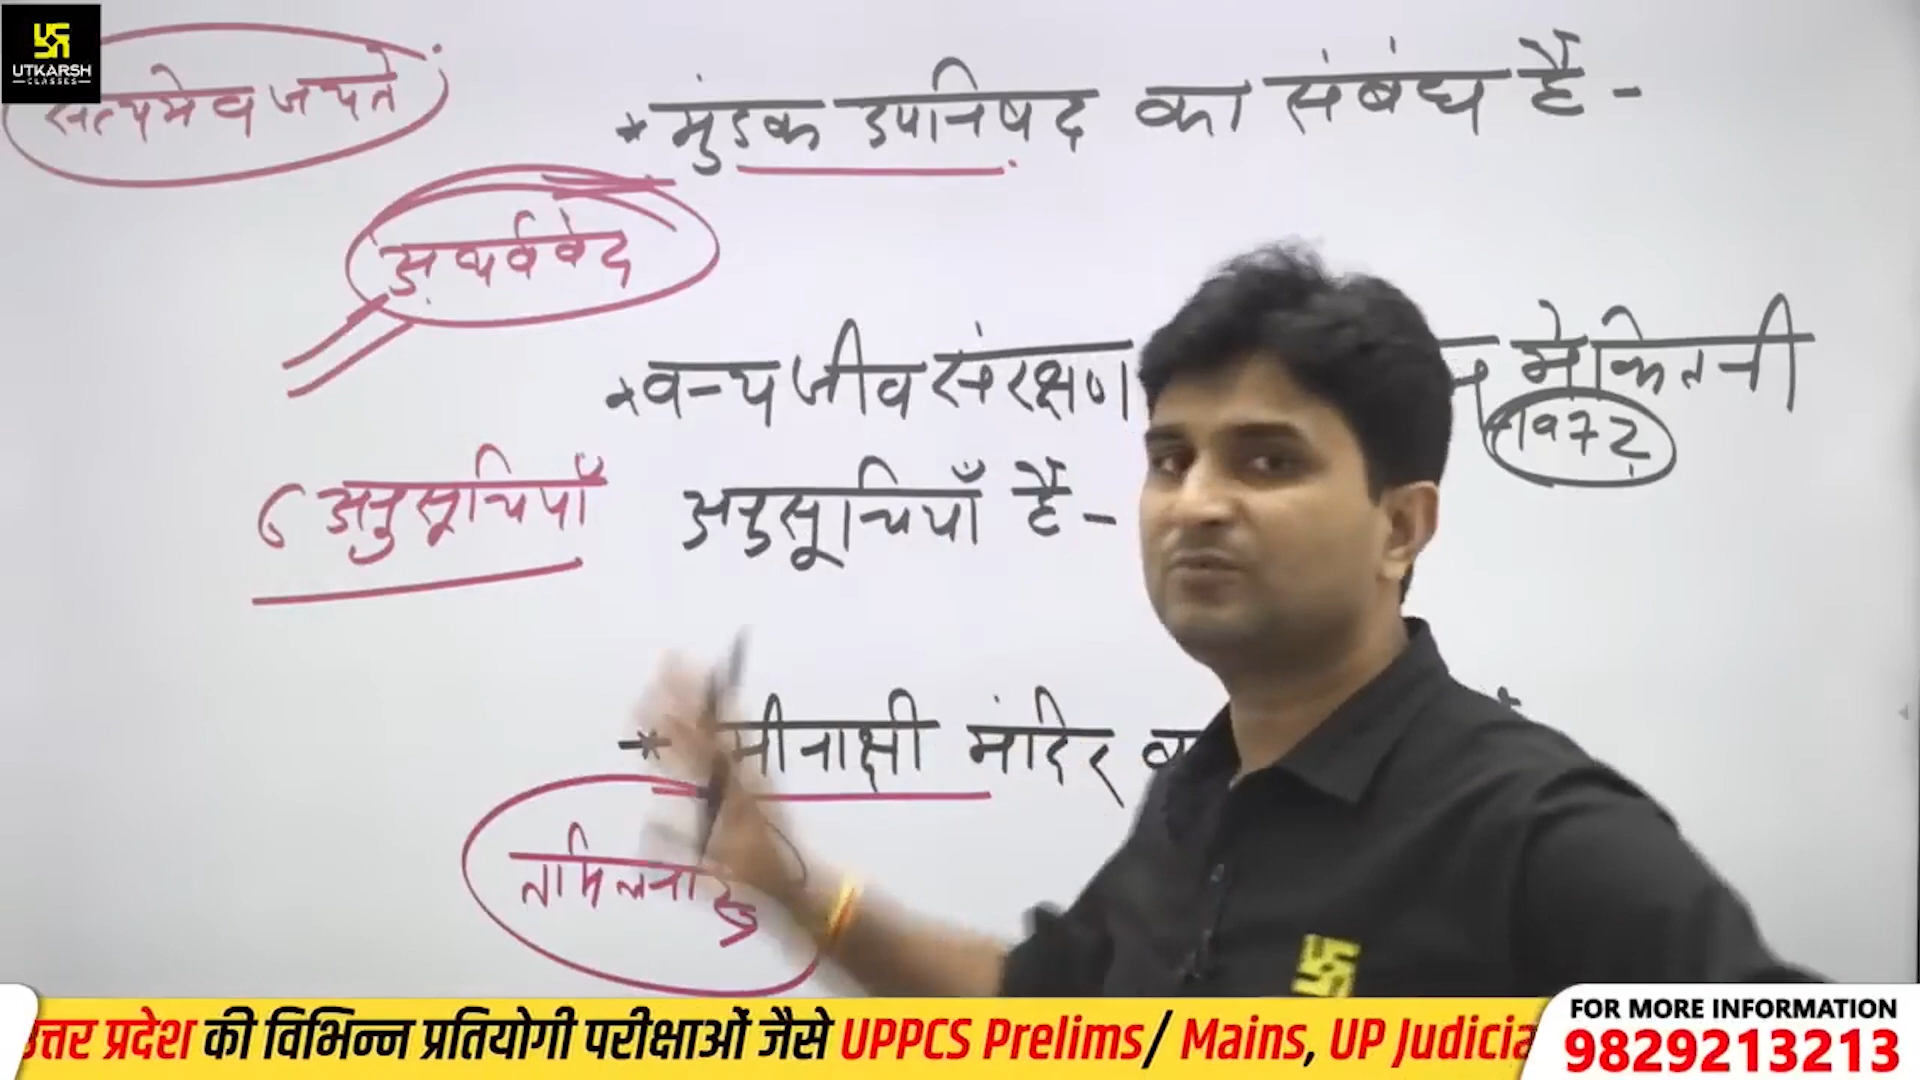 UTKARSH
CLASSES
सत्यमेव जयते
* मुंडक उपनिषद का संबंध है -
अथर्ववेद
* वन्य जीव संरक्षण में कितनी
1972
6 अनुसूचियाँ
अनुसूचियाँ हैं -
* मीनाक्षी मंदिर
तमिलनाडु
उत्तर प्रदेश की विभिन्न प्रतियोगी परीक्षाओं जैसे UPPCS Prelims/ Mains, UP Judicia
FOR MORE INFORMATION
9829213213